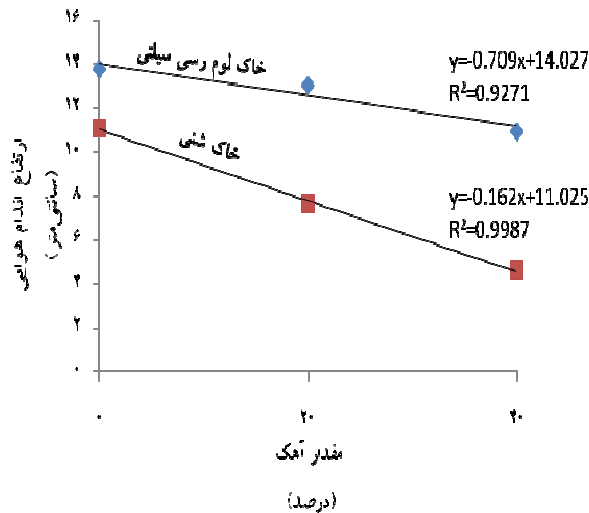 ۱۶
۱۴
۱۲
۱۰
۸
۶
۴
۲
۰
ارتفاع اندام هوایی
(سانتی‌متر)
خاک لوم رسی سیلتی
y=-0.709x+14.027
R²=0.9271
خاک شنی
y=-0.162x+11.025
R²=0.9987
۰ ۲۰ ۴۰
مقدر آهک
(درصد)